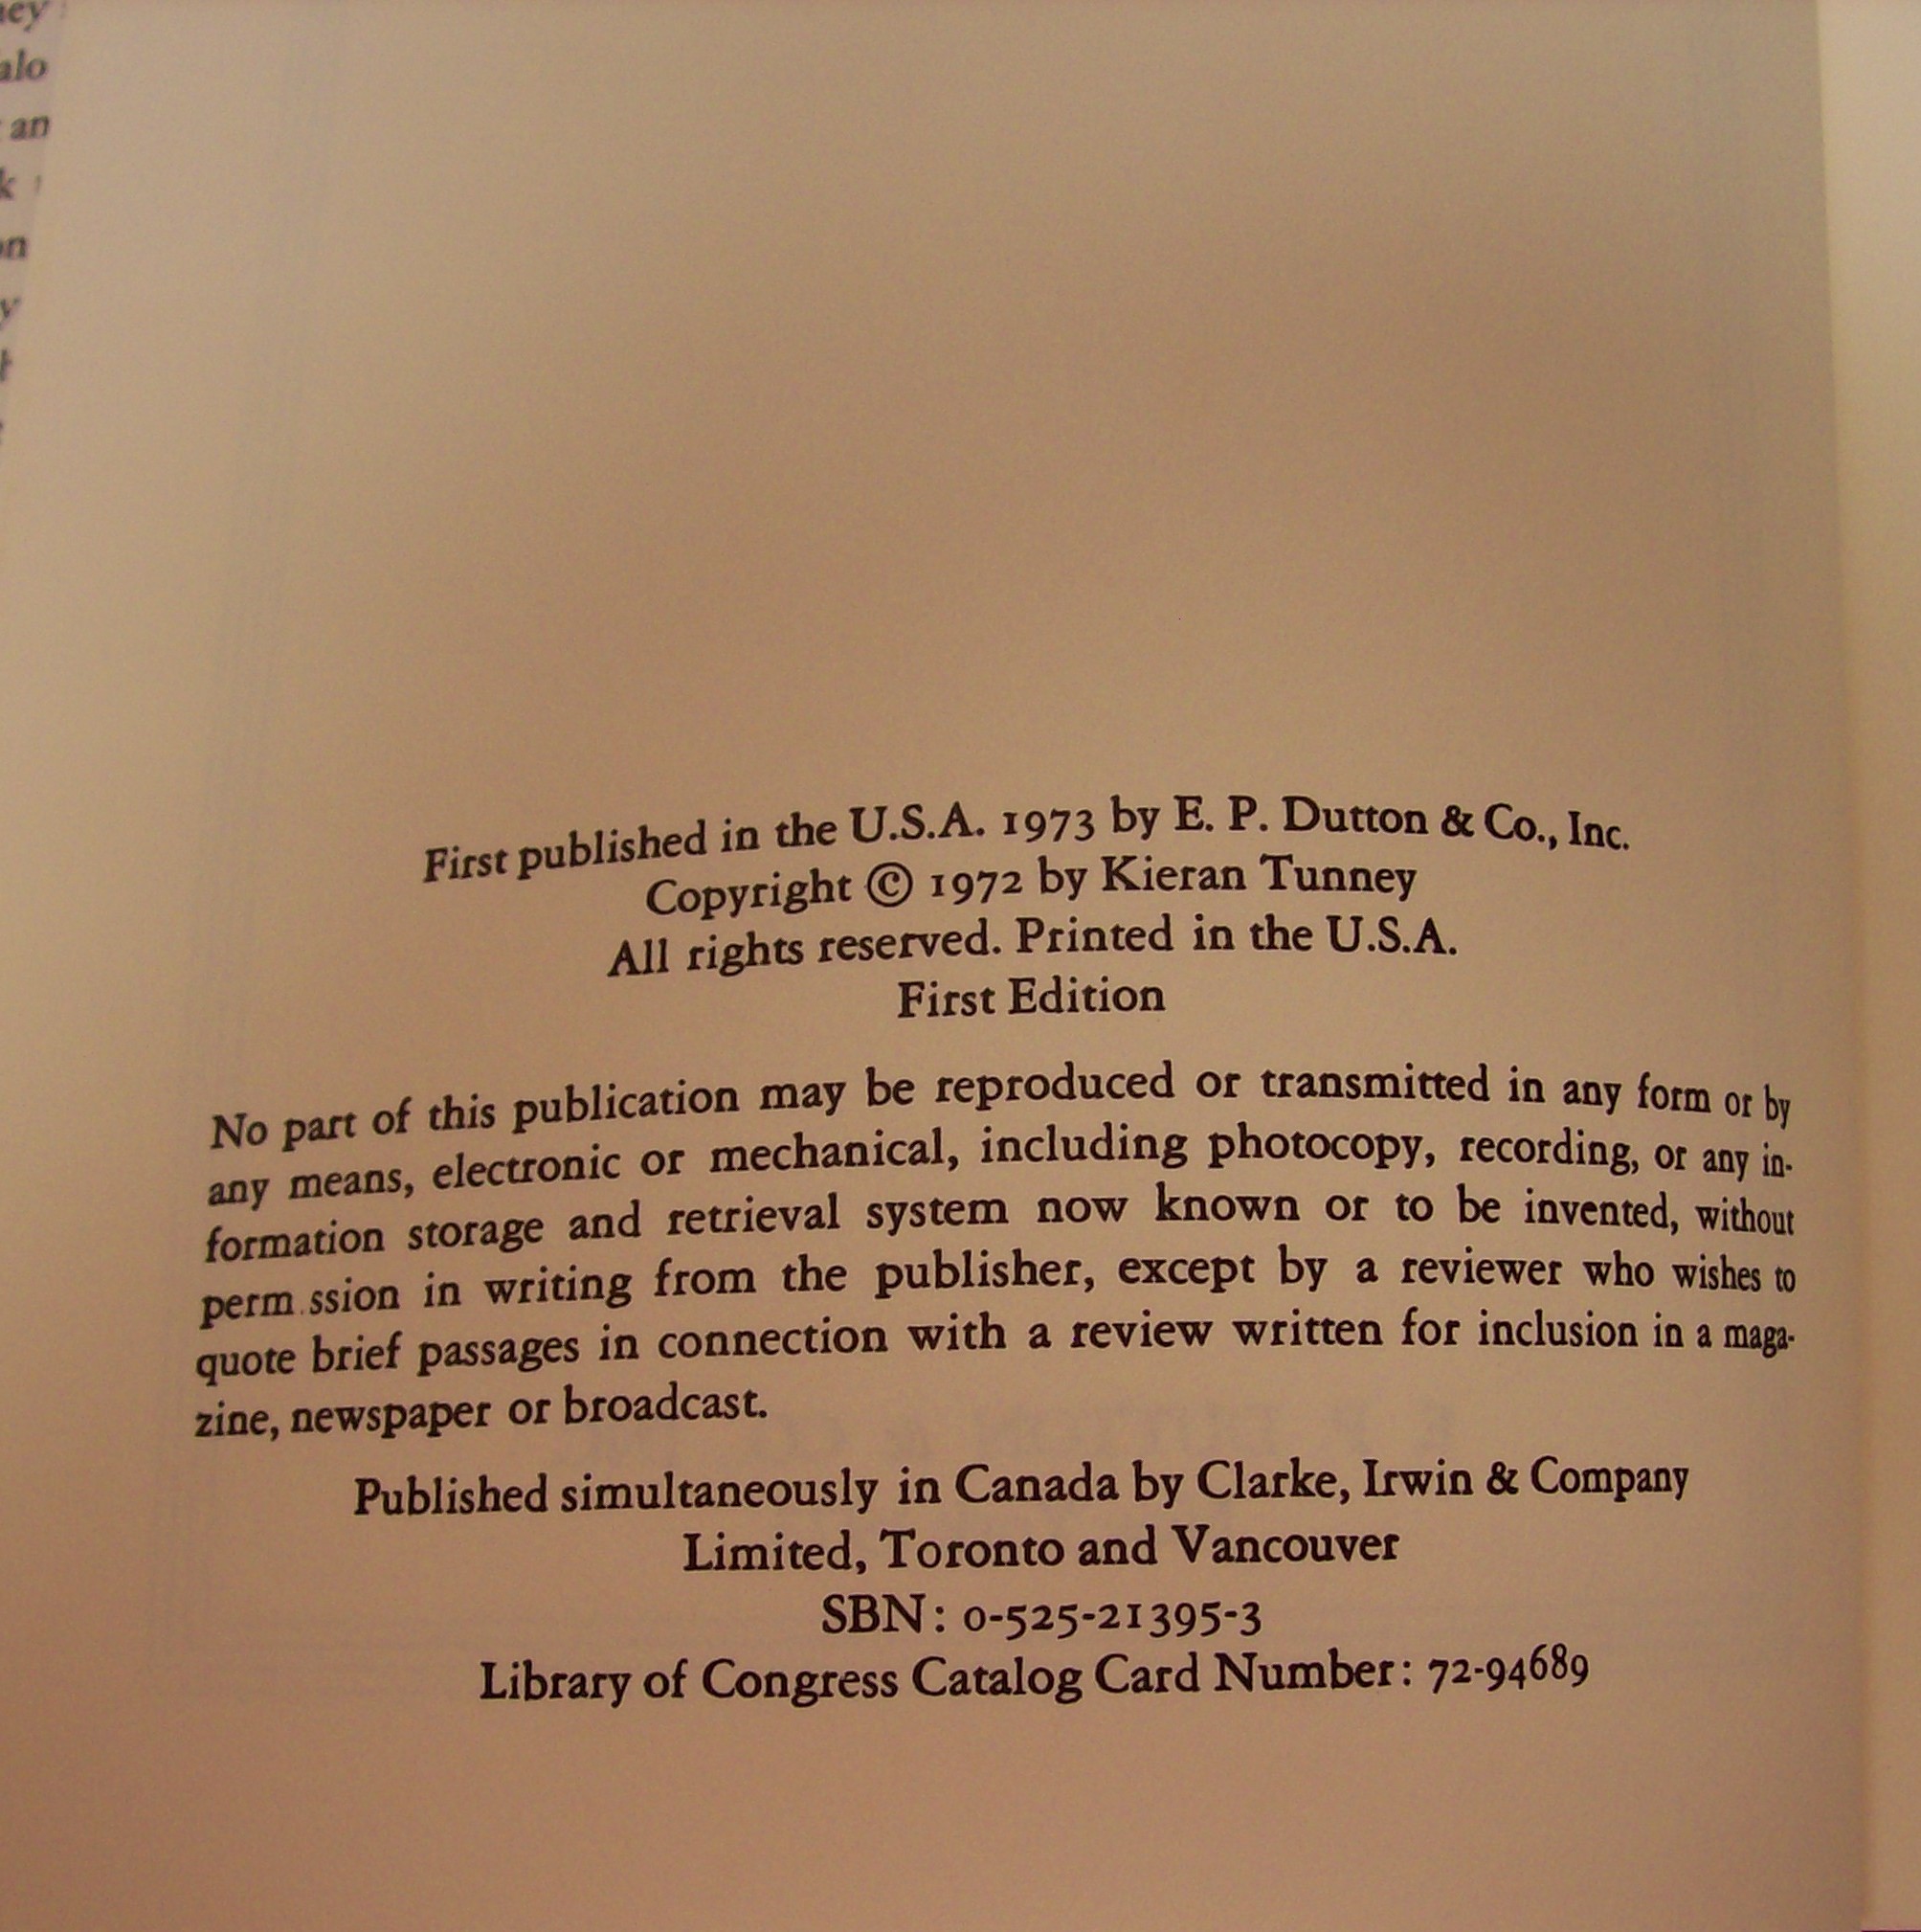 alo
an
First published in the U.S.A. 1973 by E. P. Dutton & Co., Inc.
Copyright © 1972 by Kieran Tunney
All rights reserved. Printed in the U.S.A.
First Edition
No part of this publication may be reproduced or transmitted in any form or by
any means, electronic or mechanical, including photocopy, recording, or any in-
formation storage and retrieval system now known or to be invented, without
perm.ssion in writing from the publisher, except by a reviewer who wishes to
quote brief passages in connection with a review written for inclusion in a maga-
zine, newspaper or broadcast.
Published simultaneously in Canada by Clarke, Irwin & Company
Limited, Toronto and Vancouver
SBN: 0-525-21395-3
Library of Congress Catalog Card Number: 72-94689